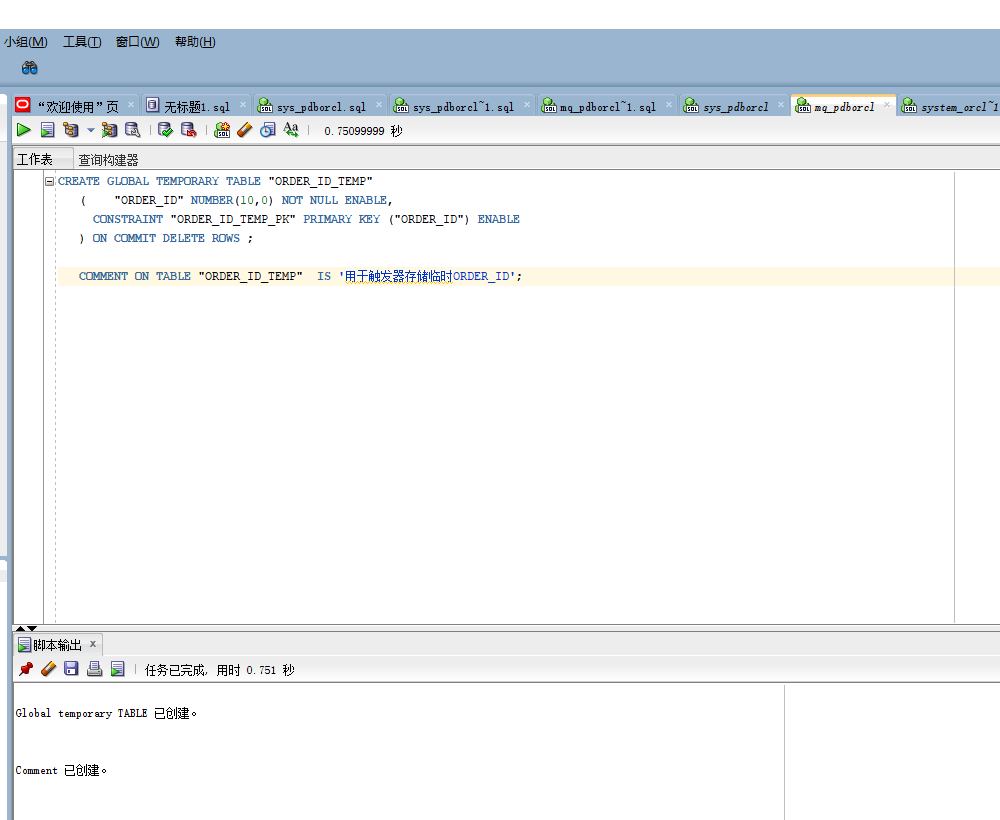 小组(M) 工具(T) 窗口(W) 帮助(H)
“欢迎使用”页 无标题1.sql sys_pdborcl.sql sys_pdborcl~1.sql mq_pdborcl~1.sql sys_pdborcl mq_pdborcl system_orcl~1
0.75099999 秒
工作表 查询构建器
CREATE GLOBAL TEMPORARY TABLE "ORDER_ID_TEMP"
( "ORDER_ID" NUMBER(10,0) NOT NULL ENABLE,
CONSTRAINT "ORDER_ID_TEMP_PK" PRIMARY KEY ("ORDER_ID") ENABLE
) ON COMMIT DELETE ROWS ;
COMMENT ON TABLE "ORDER_ID_TEMP" IS '用于触发器存储临时ORDER_ID';
脚本输出
任务已完成, 用时 0.751 秒
Global temporary TABLE 已创建。
Comment 已创建。